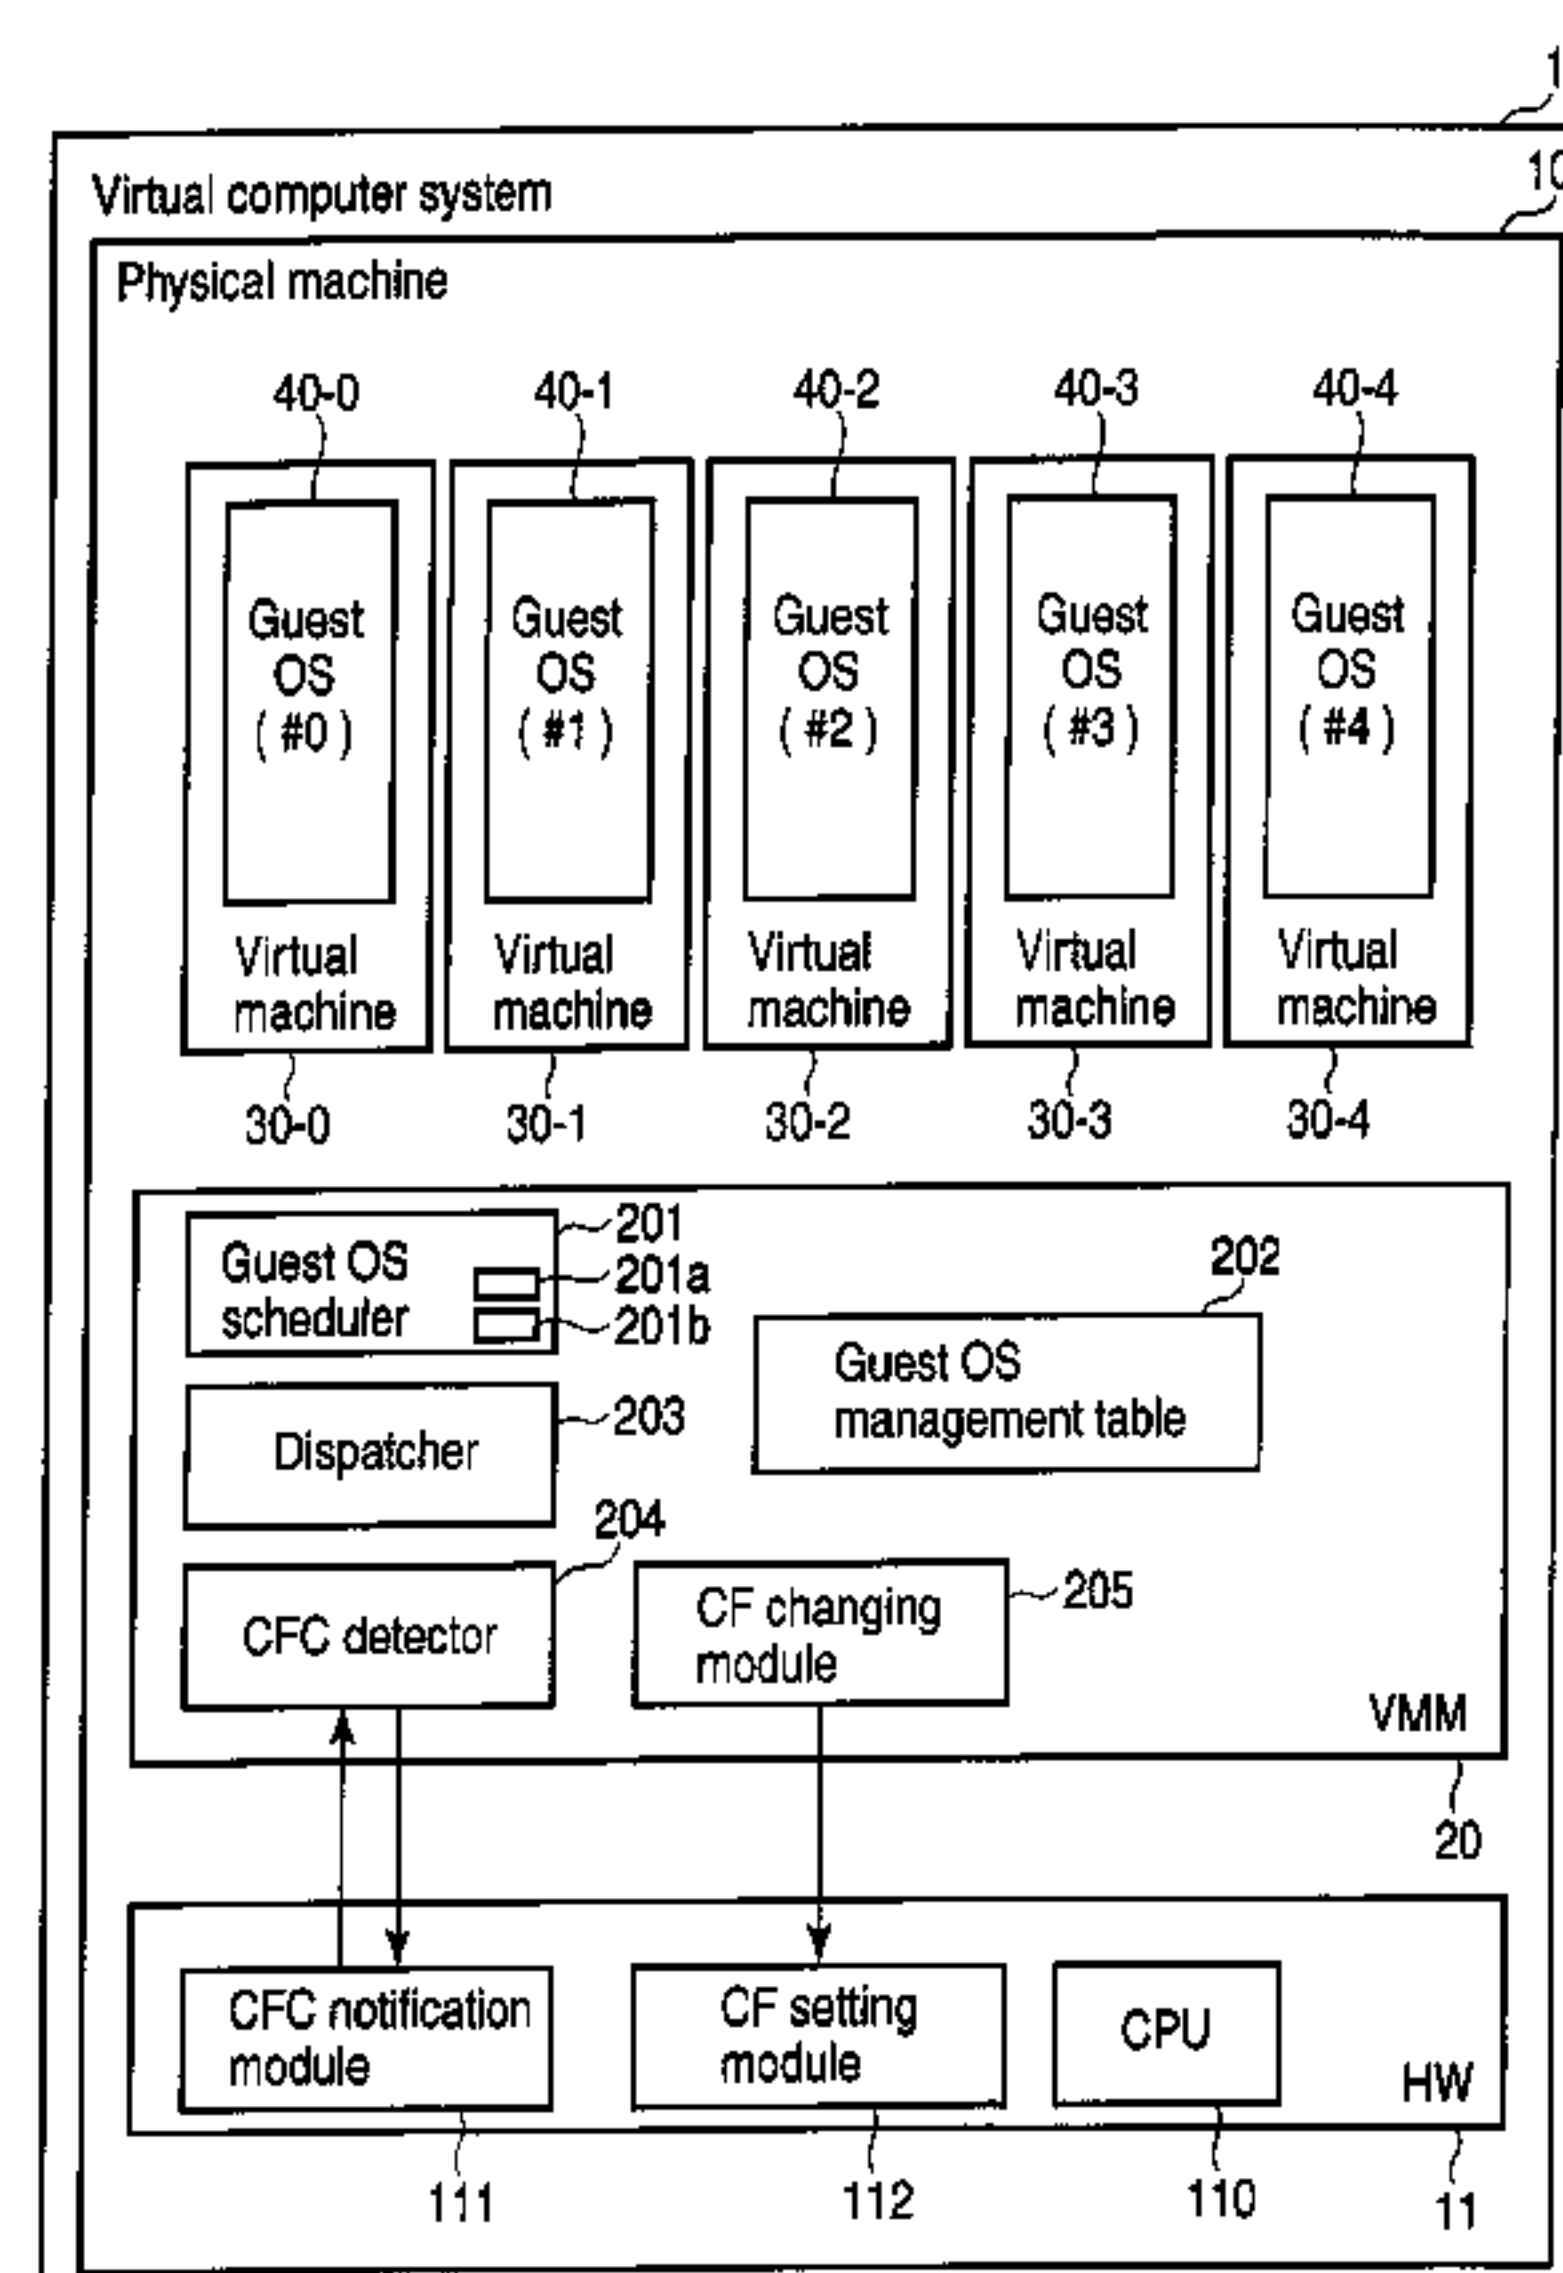 1
Virtual computer system
10
Physical machine
40-0
40-1
40-2
40-3
40-4
Guest
OS
( #0 )
Guest
OS
( #1 )
Guest
OS
( #2 )
Guest
OS
( #3 )
Guest
OS
( #4 )
Virtual
machine
Virtual
machine
Virtual
machine
Virtual
machine
Virtual
machine
30-0
30-1
30-2
30-3
30-4
Guest OS
scheduler
201
201a
201b
202
Guest OS
management table
Dispatcher
203
204
CFC detector
CF changing
module
205
VMM
20
CFC notification
module
CF setting
module
CPU
HW
111
112
110
11